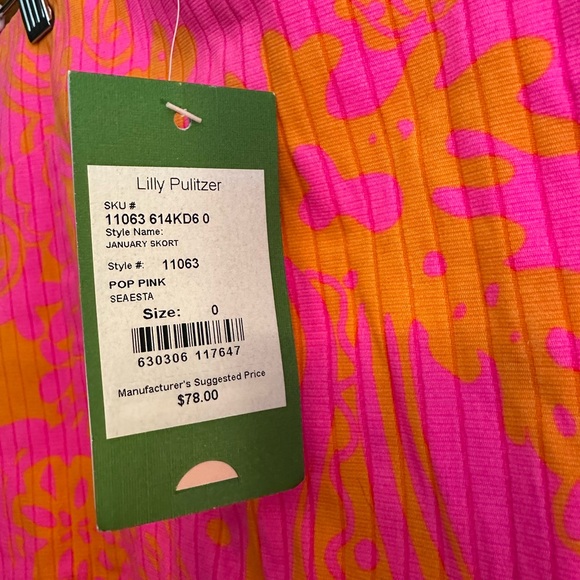 Lilly Pulitzer
SKU #
11063 614KD6 0
Style Name:
JANUARY SKORT
Style #: 11063
POP PINK
SEAESTA
Size: 0
630306 117647
Manufacturer's Suggested Price
$78.00